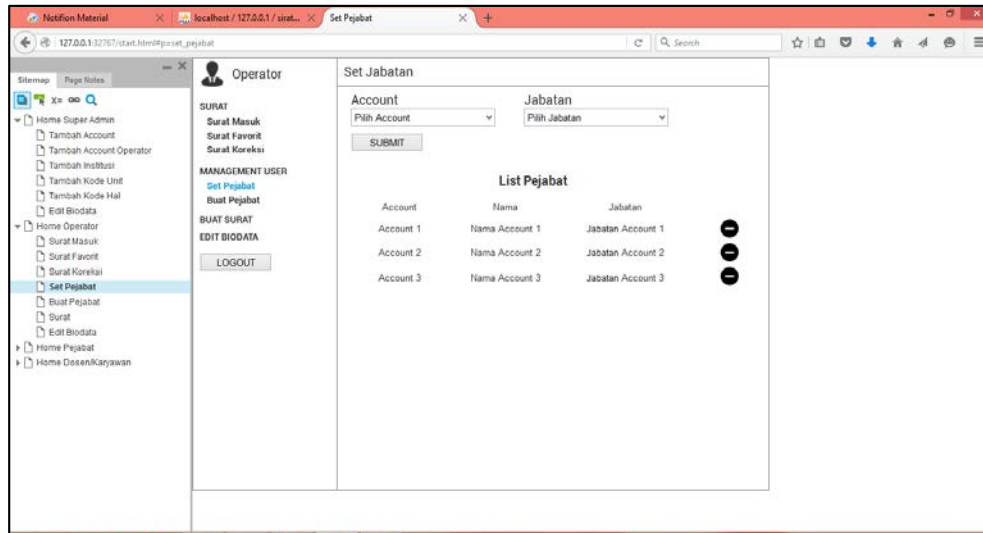 Notifion Material
localhost / 127.0.0.1 / sirat...
Set Pejabat
127.0.0.1:32767/start.html#p=set_pejabat
Search
Sitemap Page Notes
Home Super Admin
Tambah Account
Tambah Account Operator
Tambah Institusi
Tambah Kode Unit
Tambah Kode Hal
Edit Biodata
Home Operator
Surat Masuk
Surat Favorit
Surat Koreksi
Set Pejabat
Buat Pejabat
Surat
Edit Biodata
Home Pejabat
Home Dosen/Karyawan
Operator
SURAT
Surat Masuk
Surat Favorit
Surat Koreksi
MANAGEMENT USER
Set Pejabat
Buat Pejabat
BUAT SURAT
EDIT BIODATA
LOGOUT
Set Jabatan
Account Jabatan
Pilih Account Pilih Jabatan
SUBMIT
List Pejabat
Account Nama Jabatan
Account 1 Nama Account 1 Jabatan Account 1
Account 2 Nama Account 2 Jabatan Account 2
Account 3 Nama Account 3 Jabatan Account 3